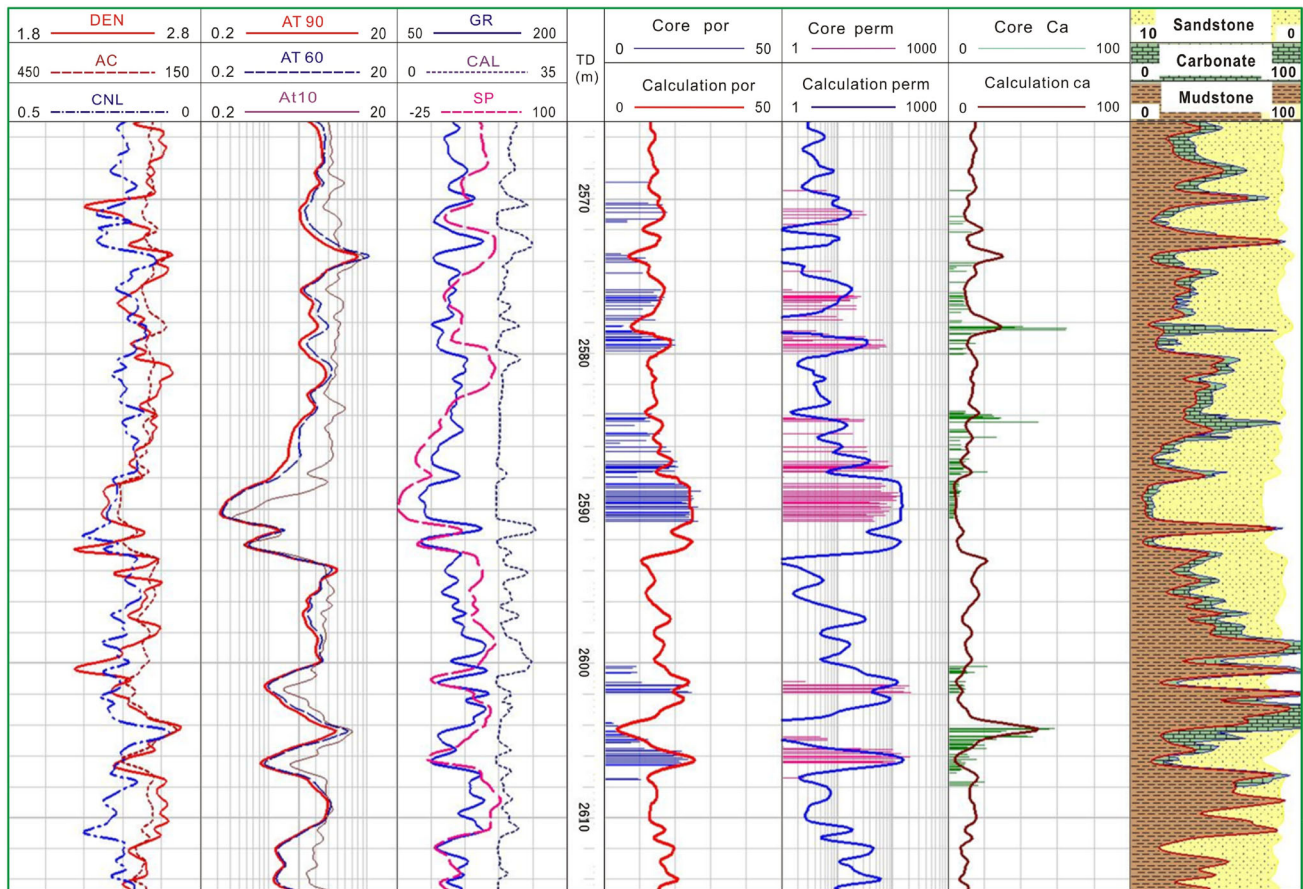 DEN
1.8 2.8
AC
450 150
CNL
0.5 0
AT 90
0.2 20
AT 60
0.2 20
At10
0.2 20
GR
50 200
CAL
0 35
SP
-25 100
TD
(m)
Core por
0 50
Calculation por
0 50
Core perm
1 1000
Calculation perm
1 1000
Core Ca
0 100
Calculation ca
0 100
Sandstone
10 0
Carbonate
0 100
Mudstone
0 100
2570
2580
2590
2600
2610